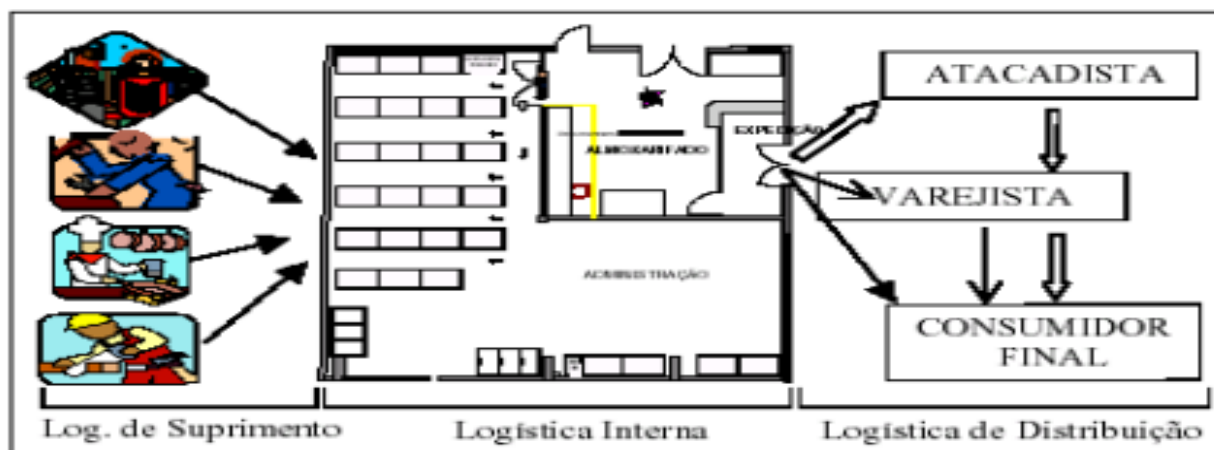 ATACADISTA
EXPEDIÇÃO
ALMOXARIFADO
VAREJISTA
ADMINISTRAÇÃO
CONSUMIDOR
FINAL
Log. de Suprimento
Logística Interna
Logística de Distribuição